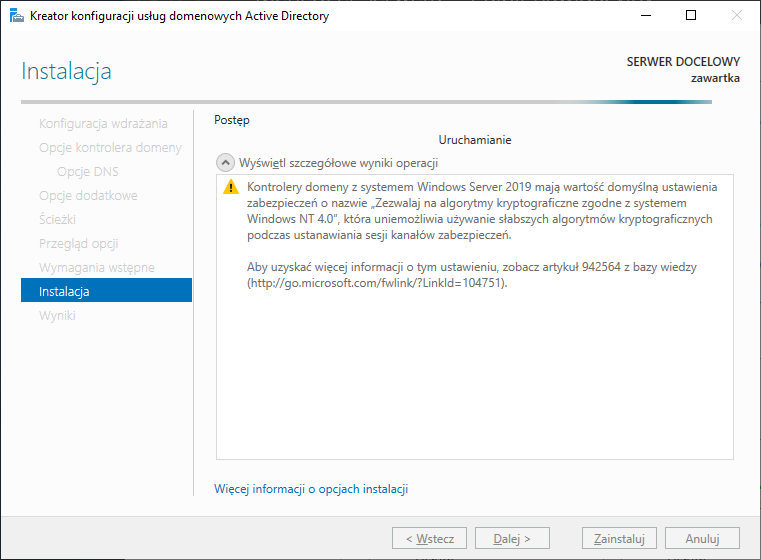 Kreator konfiguracji usług domenowych Active Directory
Instalacja
SERWER DOCELOWY
zawartka
Konfiguracja wdrażania
Opcje kontrolera domeny
Opcje DNS
Opcje dodatkowe
Ścieżki
Przegląd opcji
Wymagania wstępne
Instalacja
Wyniki
Postęp
Uruchamianie
Wyświetl szczegółowe wyniki operacji
Kontrolery domeny z systemem Windows Server 2019 mają wartość domyślną ustawienia
zabezpieczeń o nazwie „Zezwalaj na algorytmy kryptograficzne zgodne z systemem
Windows NT 4.0”, która uniemożliwia używanie słabszych algorytmów kryptograficznych
podczas ustanawiania sesji kanałów zabezpieczeń.
Aby uzyskać więcej informacji o tym ustawieniu, zobacz artykuł 942564 z bazy wiedzy
(http://go.microsoft.com/fwlink/?LinkId=104751).
Więcej informacji o opcjach instalacji
< Wstecz
Dalej >
Zainstaluj
Anuluj